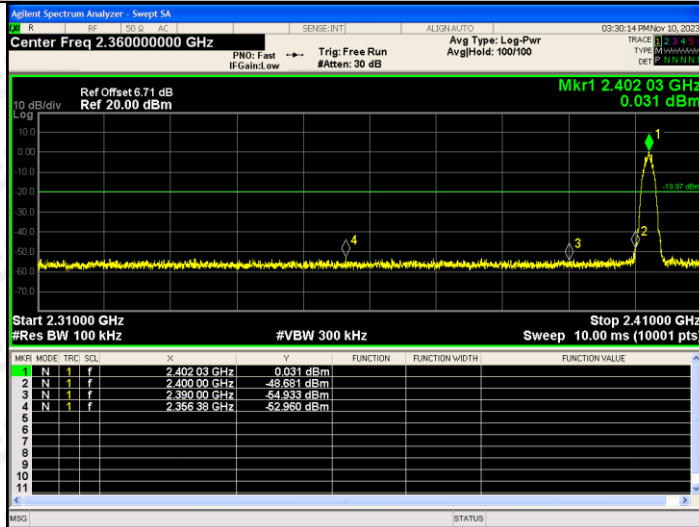 Agilent Spectrum Analyzer - Swept SA
R RF 50 Ω AC SENSE:INT ALIGN AUTO 03:30:14 PM Nov 10, 2023
Center Freq 2.360000000 GHz
PNO: Fast Trig: Free Run Avg Type: Log-Pwr TRACE 1 2 3 4 5
IFGain:Low #Atten: 30 dB Avg|Hold: 100/100 TYPE M
DET P N N N N
Mkr1 2.402 03 GHz
0.031 dBm
Ref Offset 6.71 dB
10 dB/div Ref 20.00 dBm
Log
1
10.0
0.00
-10.0
-19.97 dBm
-20.0
-30.0
-40.0
4 3 2
-50.0
-60.0
-70.0
Start 2.31000 GHz Stop 2.41000 GHz
#Res BW 100 kHz #VBW 300 kHz Sweep 10.00 ms (10001 pts)
MKR MODE TRC SCL X Y FUNCTION FUNCTION WIDTH FUNCTION VALUE
1 N 1 f 2.402 03 GHz 0.031 dBm
2 N 1 f 2.400 00 GHz -48.681 dBm
3 N 1 f 2.390 00 GHz -54.933 dBm
4 N 1 f 2.356 38 GHz -52.960 dBm
5
6
7
8
9
10
11
MSG STATUS